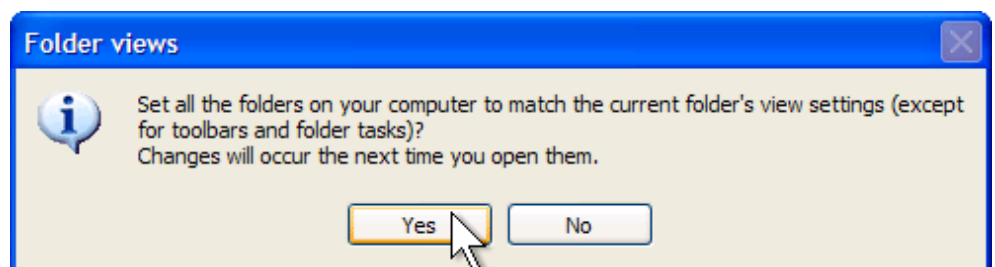 Folder views
Set all the folders on your computer to match the current folder's view settings (except
for toolbars and folder tasks)?
Changes will occur the next time you open them.
Yes
No